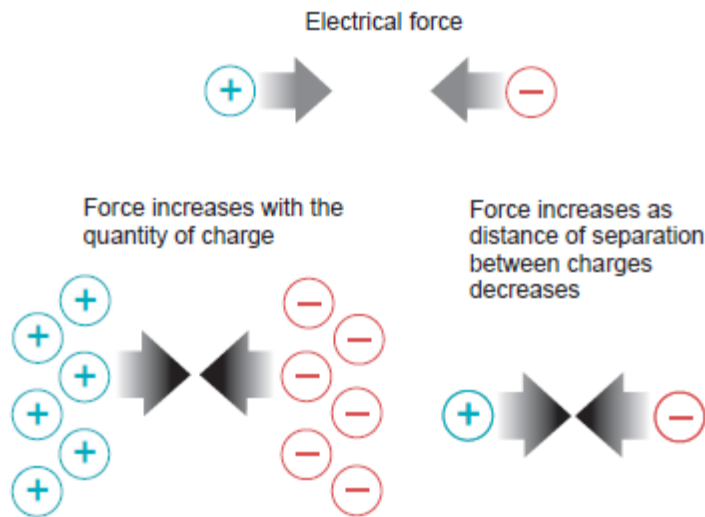 Electrical force
+
−
Force increases with the
quantity of charge
Force increases as
distance of separation
between charges
decreases
+
−
+
−
+
−
+
−
+
−
+
−
+
−